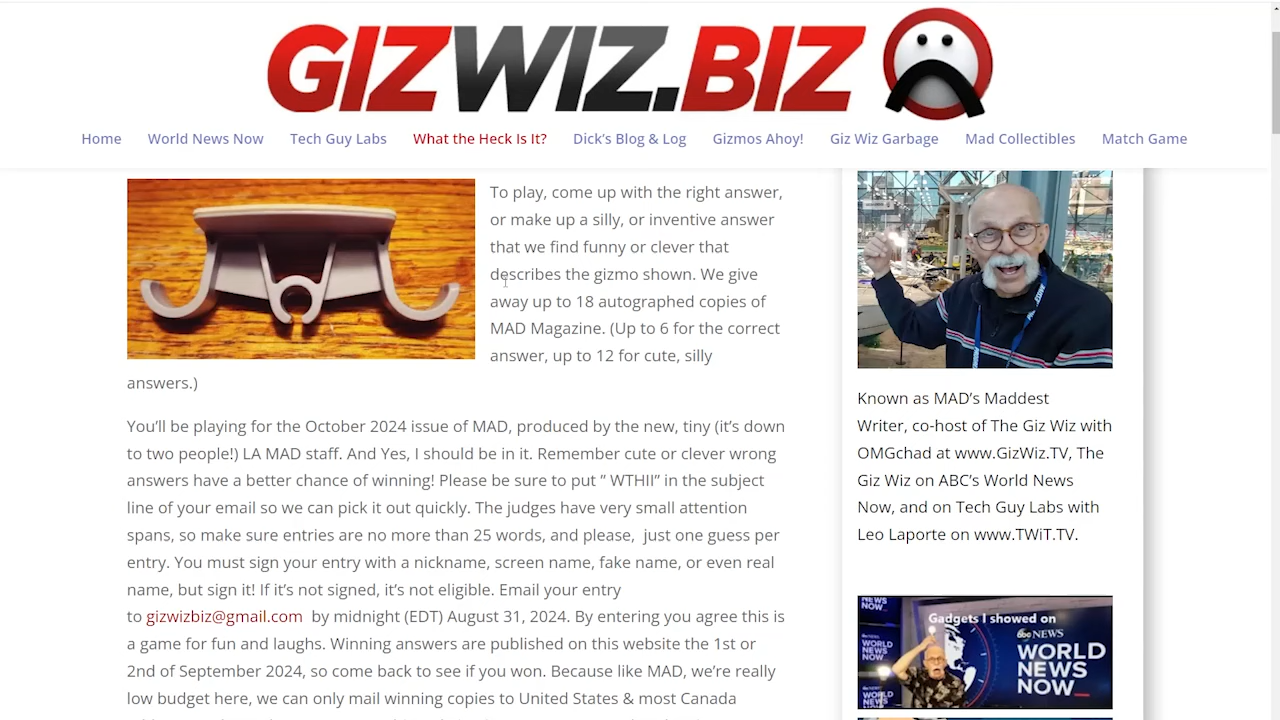 GIZWIZ.BIZ
Home World News Now Tech Guy Labs What the Heck Is It? Dick's Blog & Log Gizmos Ahoy! Giz Wiz Garbage Mad Collectibles Match Game
To play, come up with the right answer,
or make up a silly, or inventive answer
that we find funny or clever that
describes the gizmo shown. We give
away up to 18 autographed copies of
MAD Magazine. (Up to 6 for the correct
answer, up to 12 for cute, silly
answers.)
You'll be playing for the October 2024 issue of MAD, produced by the new, tiny (it's down
to two people!) LA MAD staff. And Yes, I should be in it. Remember cute or clever wrong
answers have a better chance of winning! Please be sure to put " WTHII" in the subject
line of your email so we can pick it out quickly. The judges have very small attention
spans, so make sure entries are no more than 25 words, and please, just one guess per
entry. You must sign your entry with a nickname, screen name, fake name, or even real
name, but sign it! If it's not signed, it's not eligible. Email your entry
to gizwiz.biz@gmail.com by midnight (EDT) August 31, 2024. By entering you agree this is
a game for fun and laughs. Winning answers are published on this website the 1st or
2nd of September 2024, so come back to see if you won. Because like MAD, we're really
low budget here, we can only mail winning copies to United States & most Canada
Known as MAD's Maddest
Writer, co-host of The Giz Wiz with
OMGchad at www.GizWiz.TV, The
Giz Wiz on ABC's World News
Now, and on Tech Guy Labs with
Leo Laporte on www.TWiT.TV.
Gadgets I showed on
abc NEWS
WORLD
NEWS
NOW